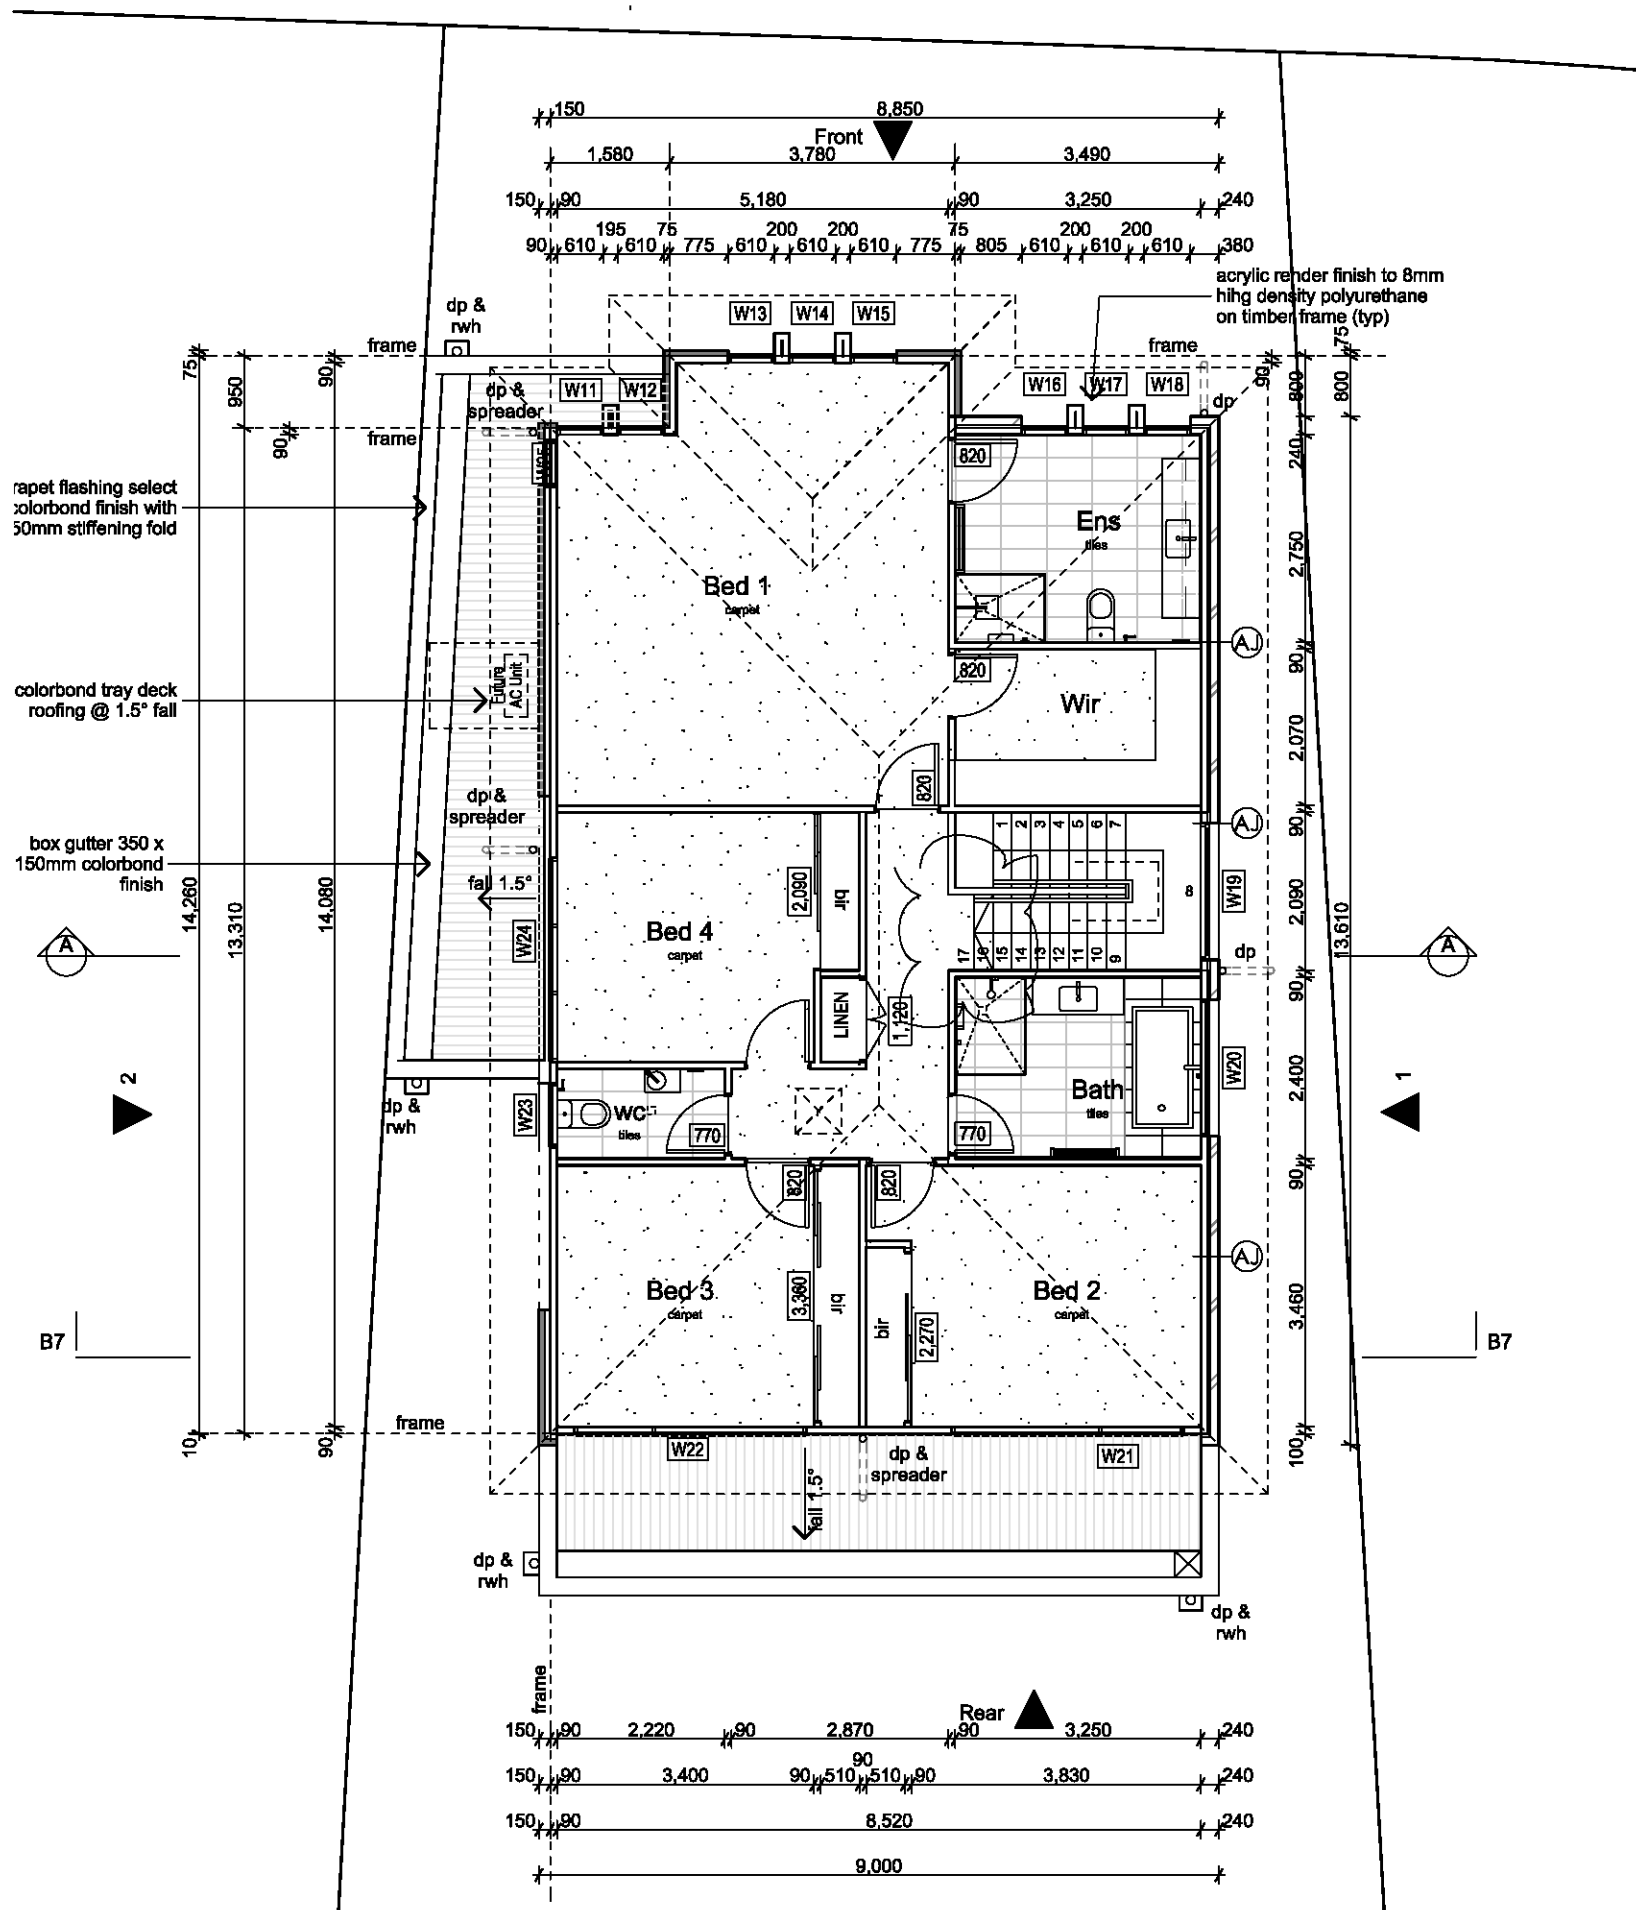 150
8,850
Front
1,580
3,780
3,490
150
90
5,180
90
3,250
240
195
75
200
200
75
200
200
90
610
610
775
610
610
610
775
805
610
610
610
380
acrylic render finish to 8mm
hihg density polyurethane
on timber frame (typ)
dp &
rwh
W13
W14
W15
frame
frame
75
75
90
950
90
800
800
dp &
spreader
W11
W12
W16
W17
W18
dp
frame
90
820
240
rapet flashing select
colorbond finish with
50mm stiffening fold
Ens
tiles
2,750
Bed 1
carpet
AJ
90
820
Future
AC Unit
colorbond tray deck
roofing @ 1.5° fall
Wir
2,070
820
dp &
spreader
1
2
3
4
5
6
7
AJ
90
box gutter 350 x
150mm colorbond
finish
fall 1.5°
2,090
bir
8
W19
2,090
14,260
13,310
14,080
13,610
A
W24
Bed 4
carpet
17
16
15
14
13
12
11
10
9
dp
A
LINEN
1,120
90
W20
2,400
2
dp &
rwh
W23
WC
tiles
770
Bath
tiles
770
1
820
820
90
AJ
Bed 3
carpet
3,360
bir
bir
2,270
Bed 2
carpet
3,460
B7
B7
frame
10
90
W22
dp &
spreader
W21
100
fall 1.5°
dp &
rwh
dp &
rwh
frame
Rear
150
90
2,220
90
2,870
90
3,250
240
90
150
90
3,400
90
510
510
90
3,830
240
150
90
8,520
240
9,000